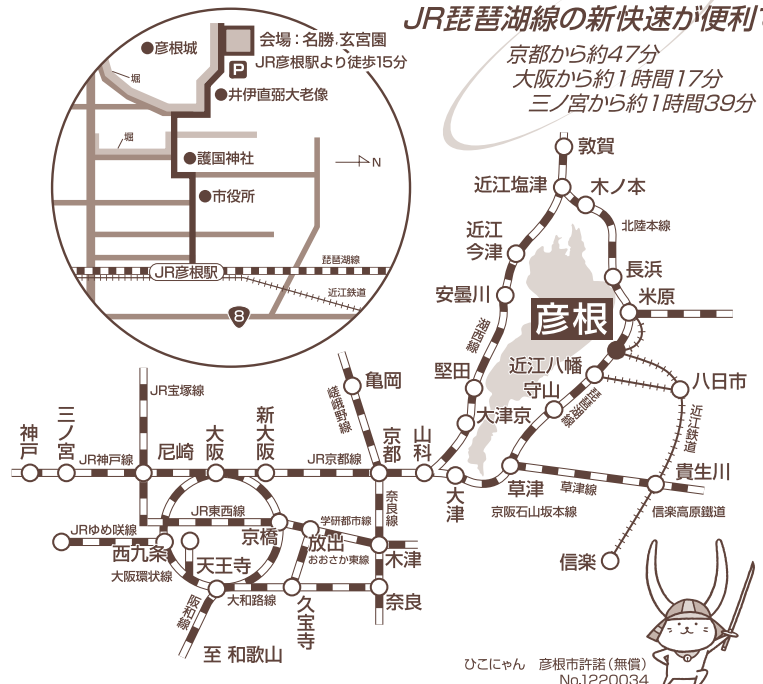 JR琵琶湖線の新快速が便利
京都から約47分
大阪から約1時間17分
三ノ宮から約1時間39分
彦根城
会場：名勝.玄宮園
P
JR彦根駅より徒歩15分
堀
井伊直弼大老像
堀
護国神社
N
市役所
琵琶湖線
JR彦根駅
近江鉄道
8
敦賀
近江塩津
木ノ本
北陸本線
近江
今津
長浜
安曇川
米原
彦根
湖西線
堅田
近江八幡
守山
八日市
琵琶湖線
近江鉄道
大津京
JR宝塚線
亀岡
嵯峨野線
神戸
三ノ宮
JR神戸線
尼崎
大阪
新大阪
JR京都線
京都
山科
大津
草津
草津線
貴生川
京阪石山坂本線
信楽高原鐵道
奈良線
JR東西線
学研都市線
JRゆめ咲線
京橋
放出
おおさか東線
木津
西九条
天王寺
大阪環状線
大和路線
久宝寺
奈良
阪和線
至 和歌山
信楽
ひこにゃん　彦根市許諾（無償）
No.1220034